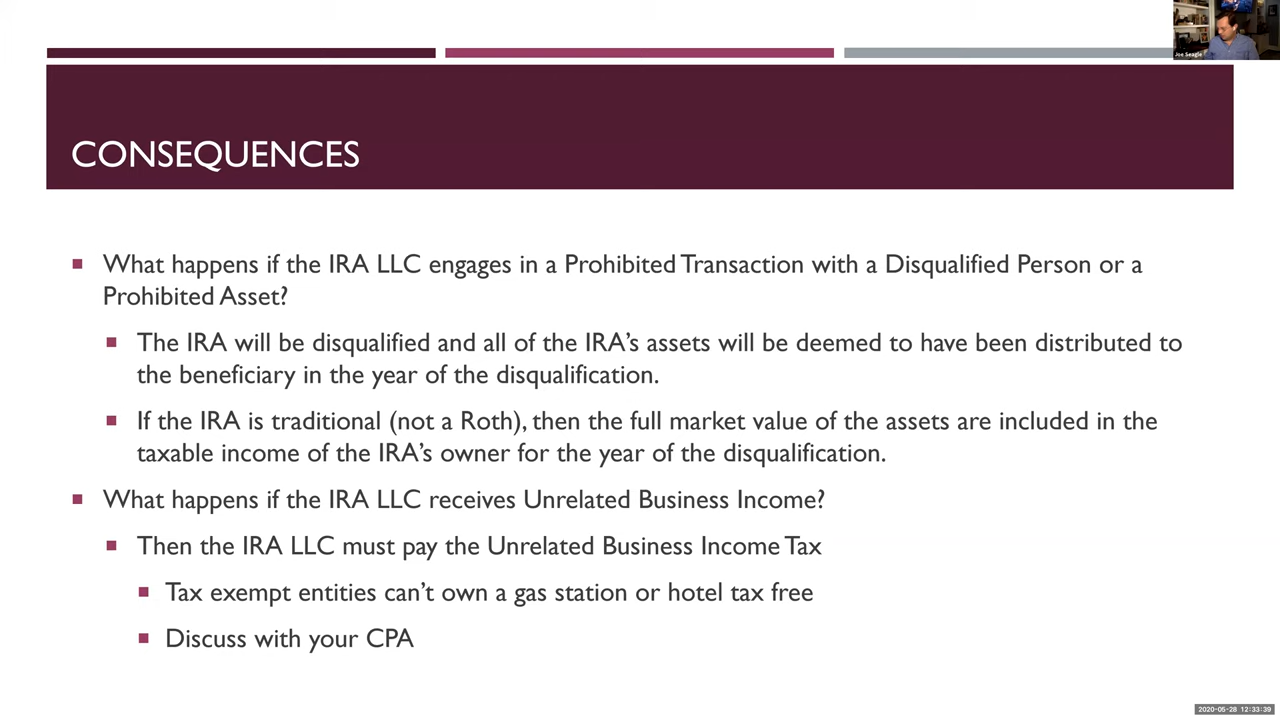 Joe Seagle
CONSEQUENCES
What happens if the IRA LLC engages in a Prohibited Transaction with a Disqualified Person or a
Prohibited Asset?
The IRA will be disqualified and all of the IRA’s assets will be deemed to have been distributed to
the beneficiary in the year of the disqualification.
If the IRA is traditional (not a Roth), then the full market value of the assets are included in the
taxable income of the IRA’s owner for the year of the disqualification.
What happens if the IRA LLC receives Unrelated Business Income?
Then the IRA LLC must pay the Unrelated Business Income Tax
Tax exempt entities can’t own a gas station or hotel tax free
Discuss with your CPA
2020-05-28 12:33:39